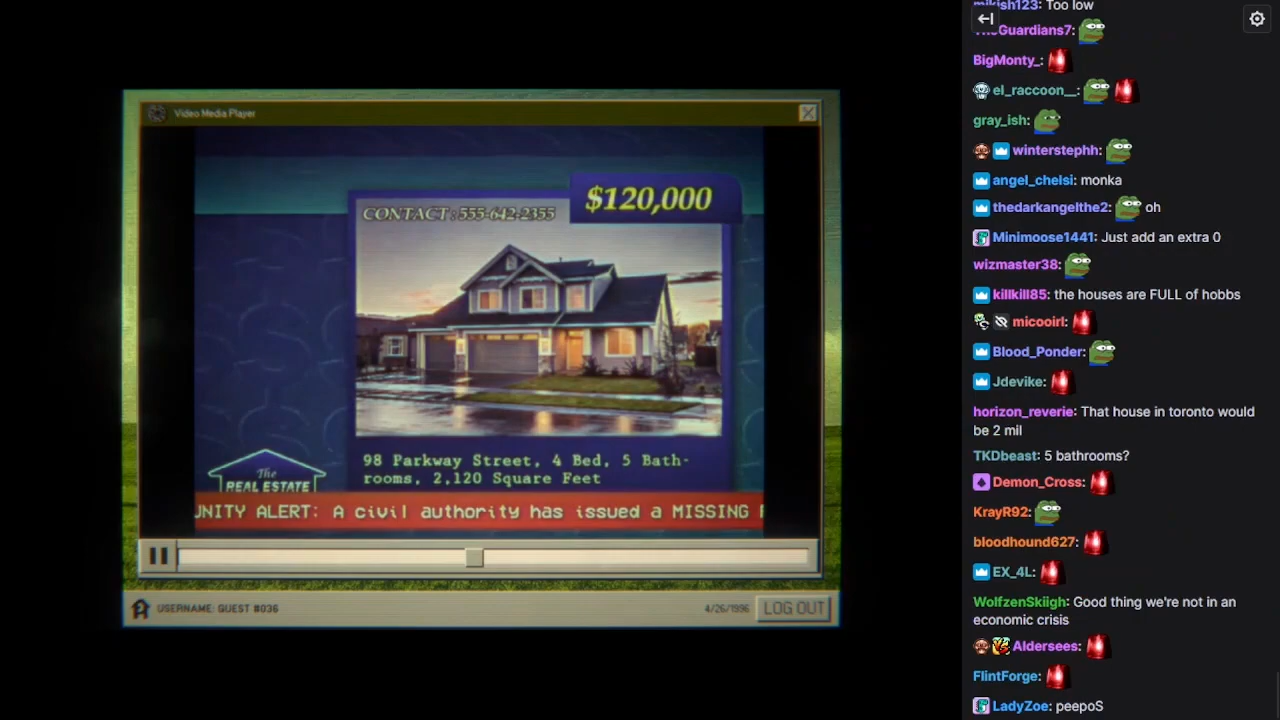 Video Media Player
$120,000
CONTACT : 555-642-2355
98 Parkway Street, 4 Bed, 5 Bath-
rooms, 2,120 Square Feet
The
REAL ESTATE
UNITY ALERT: A civil authority has issued a MISSING
USERNAME: GUEST #036
4/26/1996
LOG OUT
mikish123: Too low
TheGuardians7:
BigMonty_:
el_raccoon__:
gray_ish:
winterstephh:
angel_chelsi: monka
thedarkangelthe2: oh
Minimoose1441: Just add an extra 0
wizmaster38:
killkill85: the houses are FULL of hobbs
micooirl:
Blood_Ponder:
Jdevike:
horizon_reverie: That house in toronto would
be 2 mil
TKDbeast: 5 bathrooms?
Demon_Cross:
KrayR92:
bloodhound627:
EX_4L:
WolfzenSkiigh: Good thing we're not in an
economic crisis
Aldersees:
FlintForge:
LadyZoe: peepoS